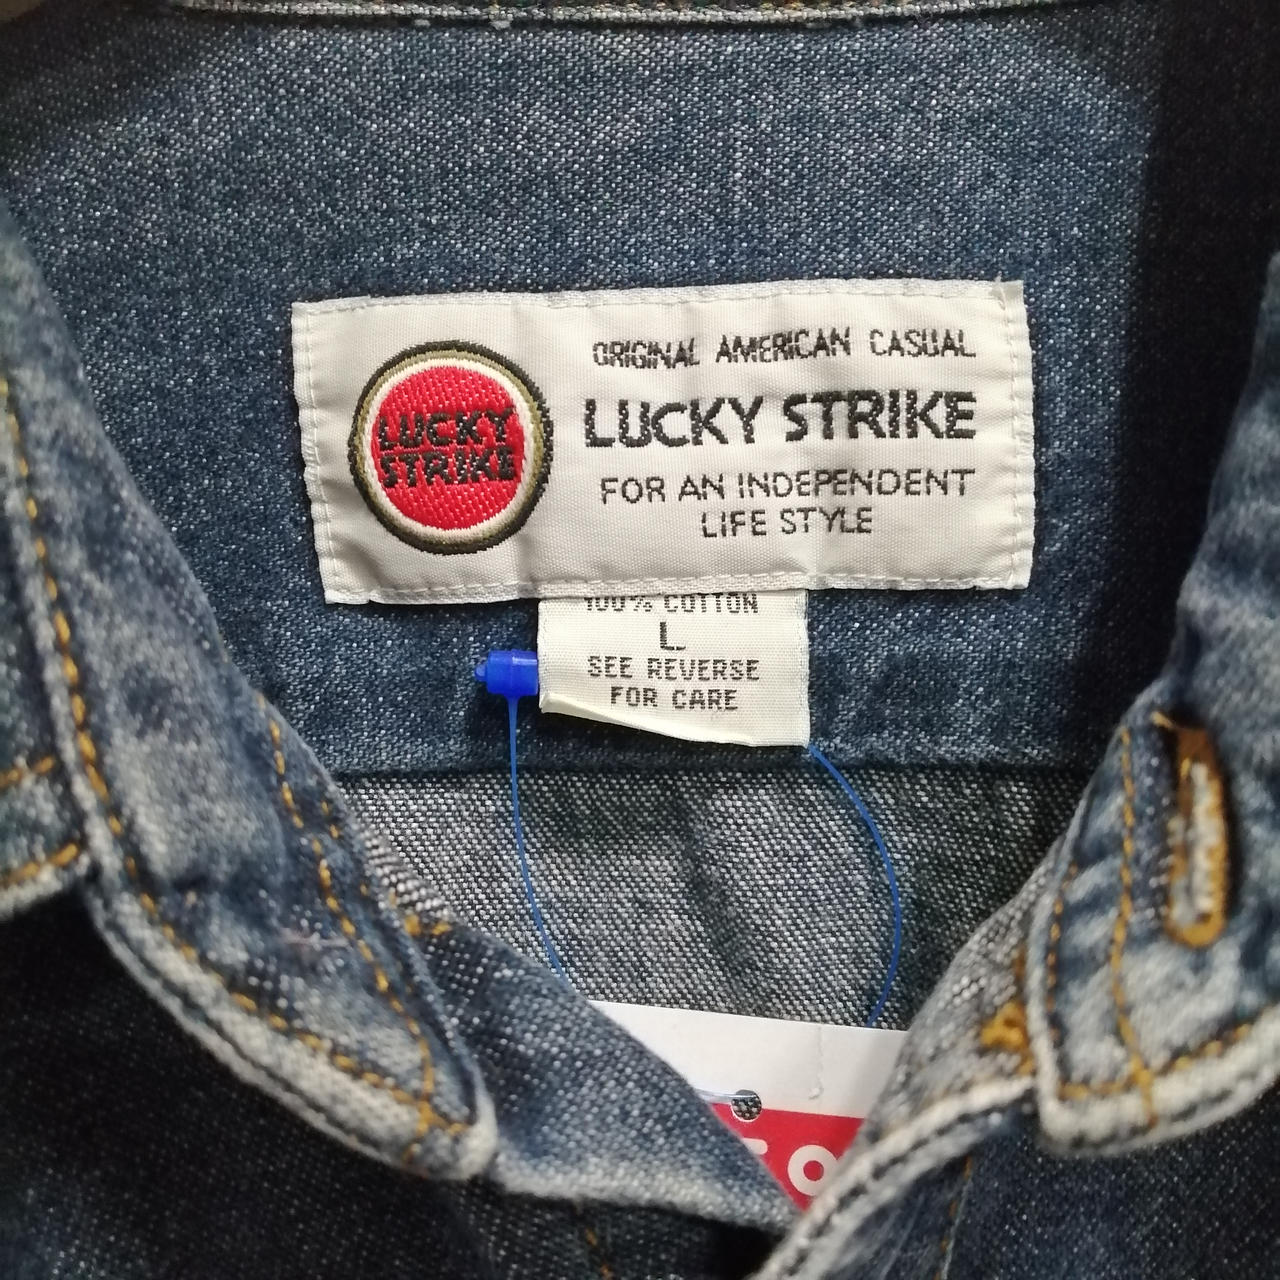 LUCKY
STRIKE
ORIGINAL AMERICAN CASUAL
LUCKY STRIKE
FOR AN INDEPENDENT
LIFE STYLE
100% COTTON
L
SEE REVERSE
FOR CARE